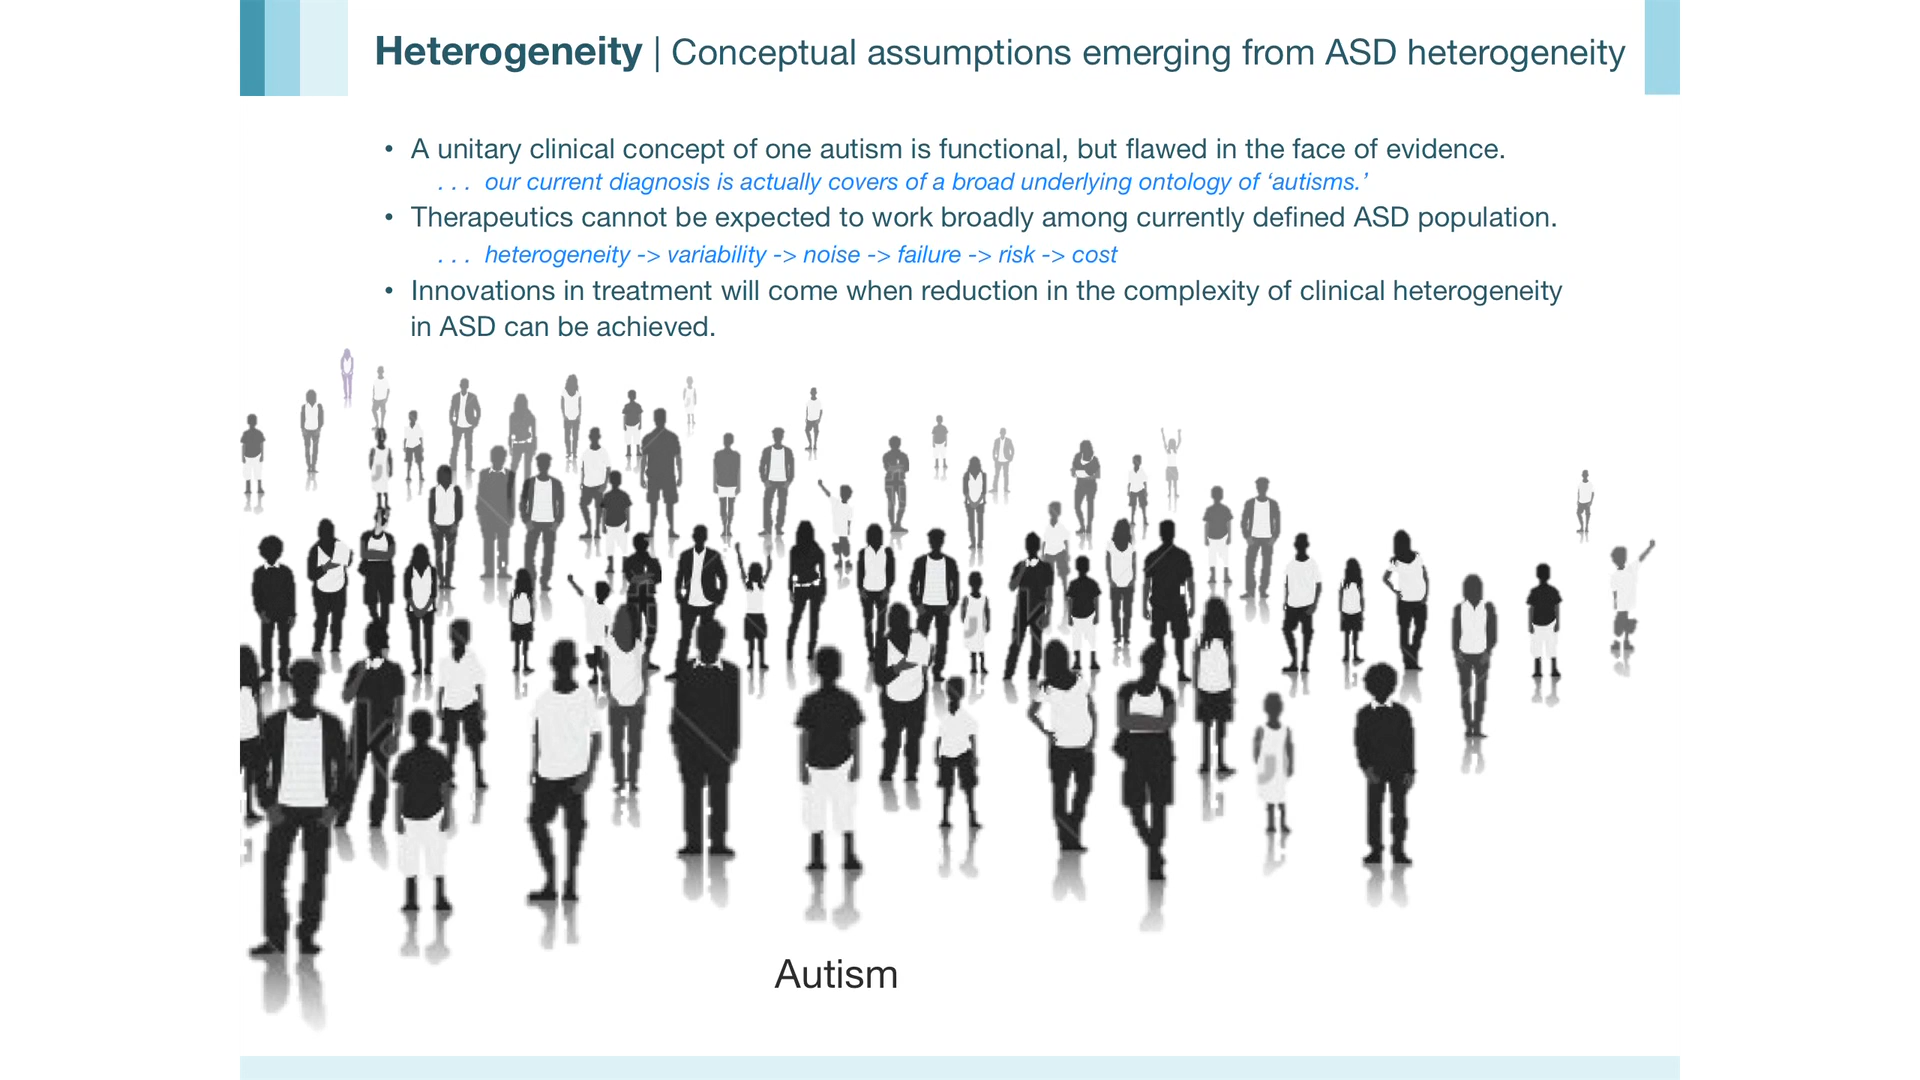 Heterogeneity | Conceptual assumptions emerging from ASD heterogeneity
• A unitary clinical concept of one autism is functional, but flawed in the face of evidence.
. . . our current diagnosis is actually covers of a broad underlying ontology of ‘autisms.’
• Therapeutics cannot be expected to work broadly among currently defined ASD population.
. . . heterogeneity -> variability -> noise -> failure -> risk -> cost
• Innovations in treatment will come when reduction in the complexity of clinical heterogeneity
in ASD can be achieved.
Autism